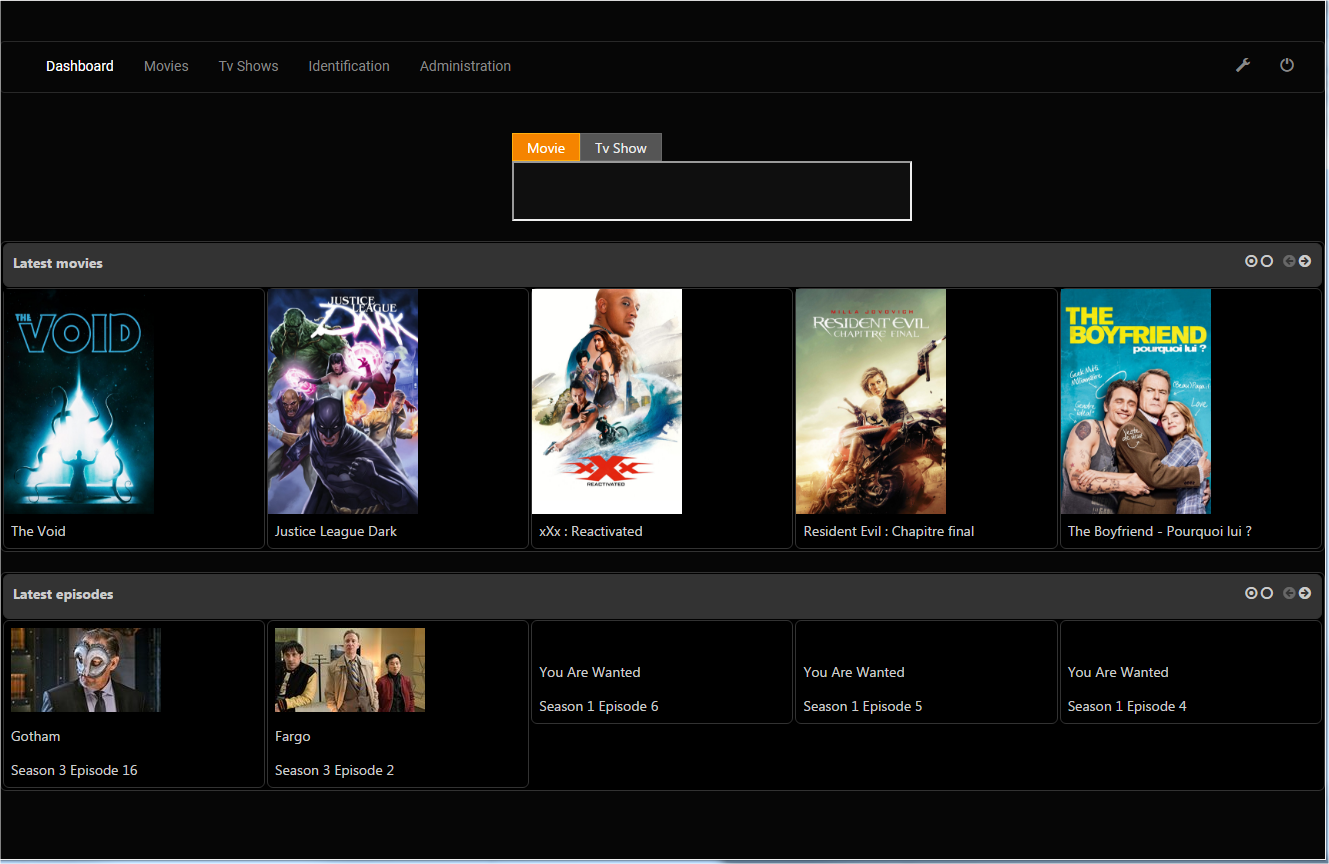 Dashboard Movies Tv Shows Identification Administration
Movie Tv Show
Latest movies
THE
VOID
JUSTICE
LEAGUE
DARK
xXx
REACTIVATED
MILLA JOVOVICH
RESIDENT EVIL
CHAPITRE FINAL
THE
BOYFRIEND
pourquoi lui ?
Love
The Void
Justice League Dark
xXx : Reactivated
Resident Evil : Chapitre final
The Boyfriend - Pourquoi lui ?
Latest episodes
Gotham
Season 3 Episode 16
Fargo
Season 3 Episode 2
You Are Wanted
Season 1 Episode 6
You Are Wanted
Season 1 Episode 5
You Are Wanted
Season 1 Episode 4